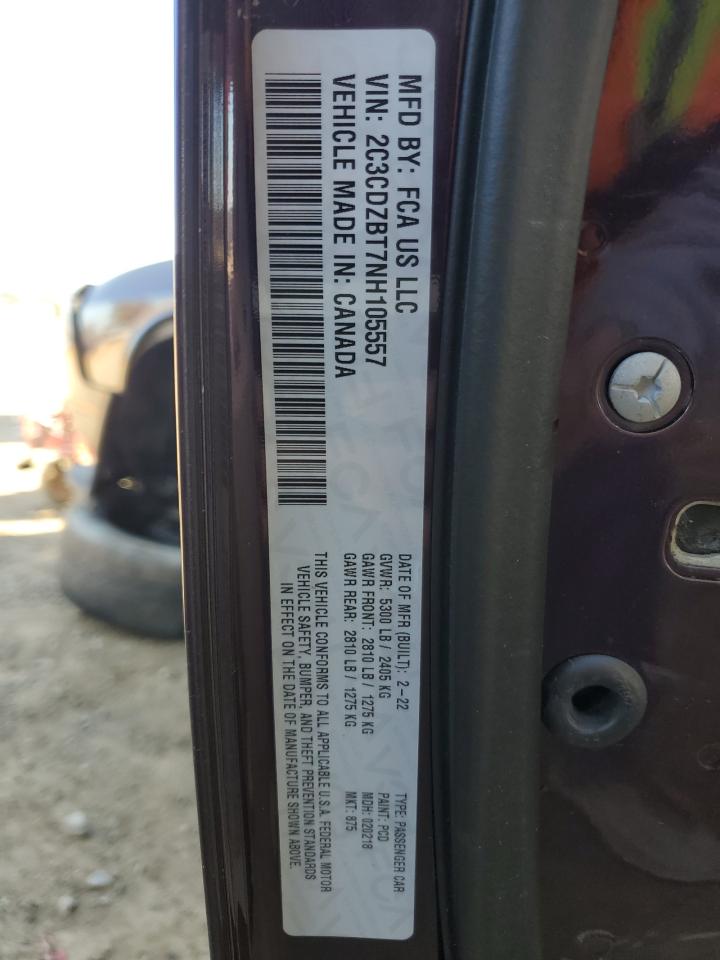 MFD BY: FCA US LLC
VIN: 2C3CDZBT7NH105557
VEHICLE MADE IN: CANADA
DATE OF MFR (BUILT): 2-22
GVWR: 5300 LB / 2405 KG
GAWR FRONT: 2810 LB / 1275 KG
GAWR REAR: 2810 LB / 1275 KG
TYPE: PASSENGER CAR
PAINT: PCD
MDH: 020218
MKT: 875
THIS VEHICLE CONFORMS TO ALL APPLICABLE U.S.A. FEDERAL MOTOR
VEHICLE SAFETY, BUMPER, AND THEFT PREVENTION STANDARDS
IN EFFECT ON THE DATE OF MANUFACTURE SHOWN ABOVE.